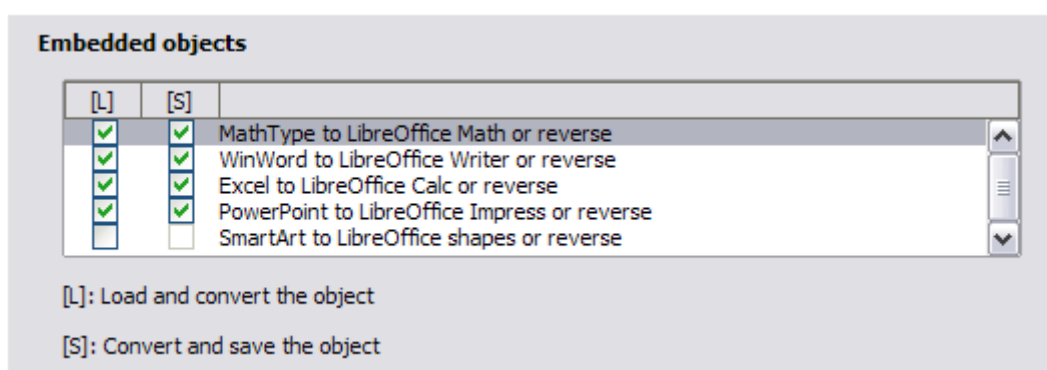 Embedded objects
[L] [S]
MathType to LibreOffice Math or reverse
WinWord to LibreOffice Writer or reverse
Excel to LibreOffice Calc or reverse
PowerPoint to LibreOffice Impress or reverse
SmartArt to LibreOffice shapes or reverse
[L]: Load and convert the object
[S]: Convert and save the object